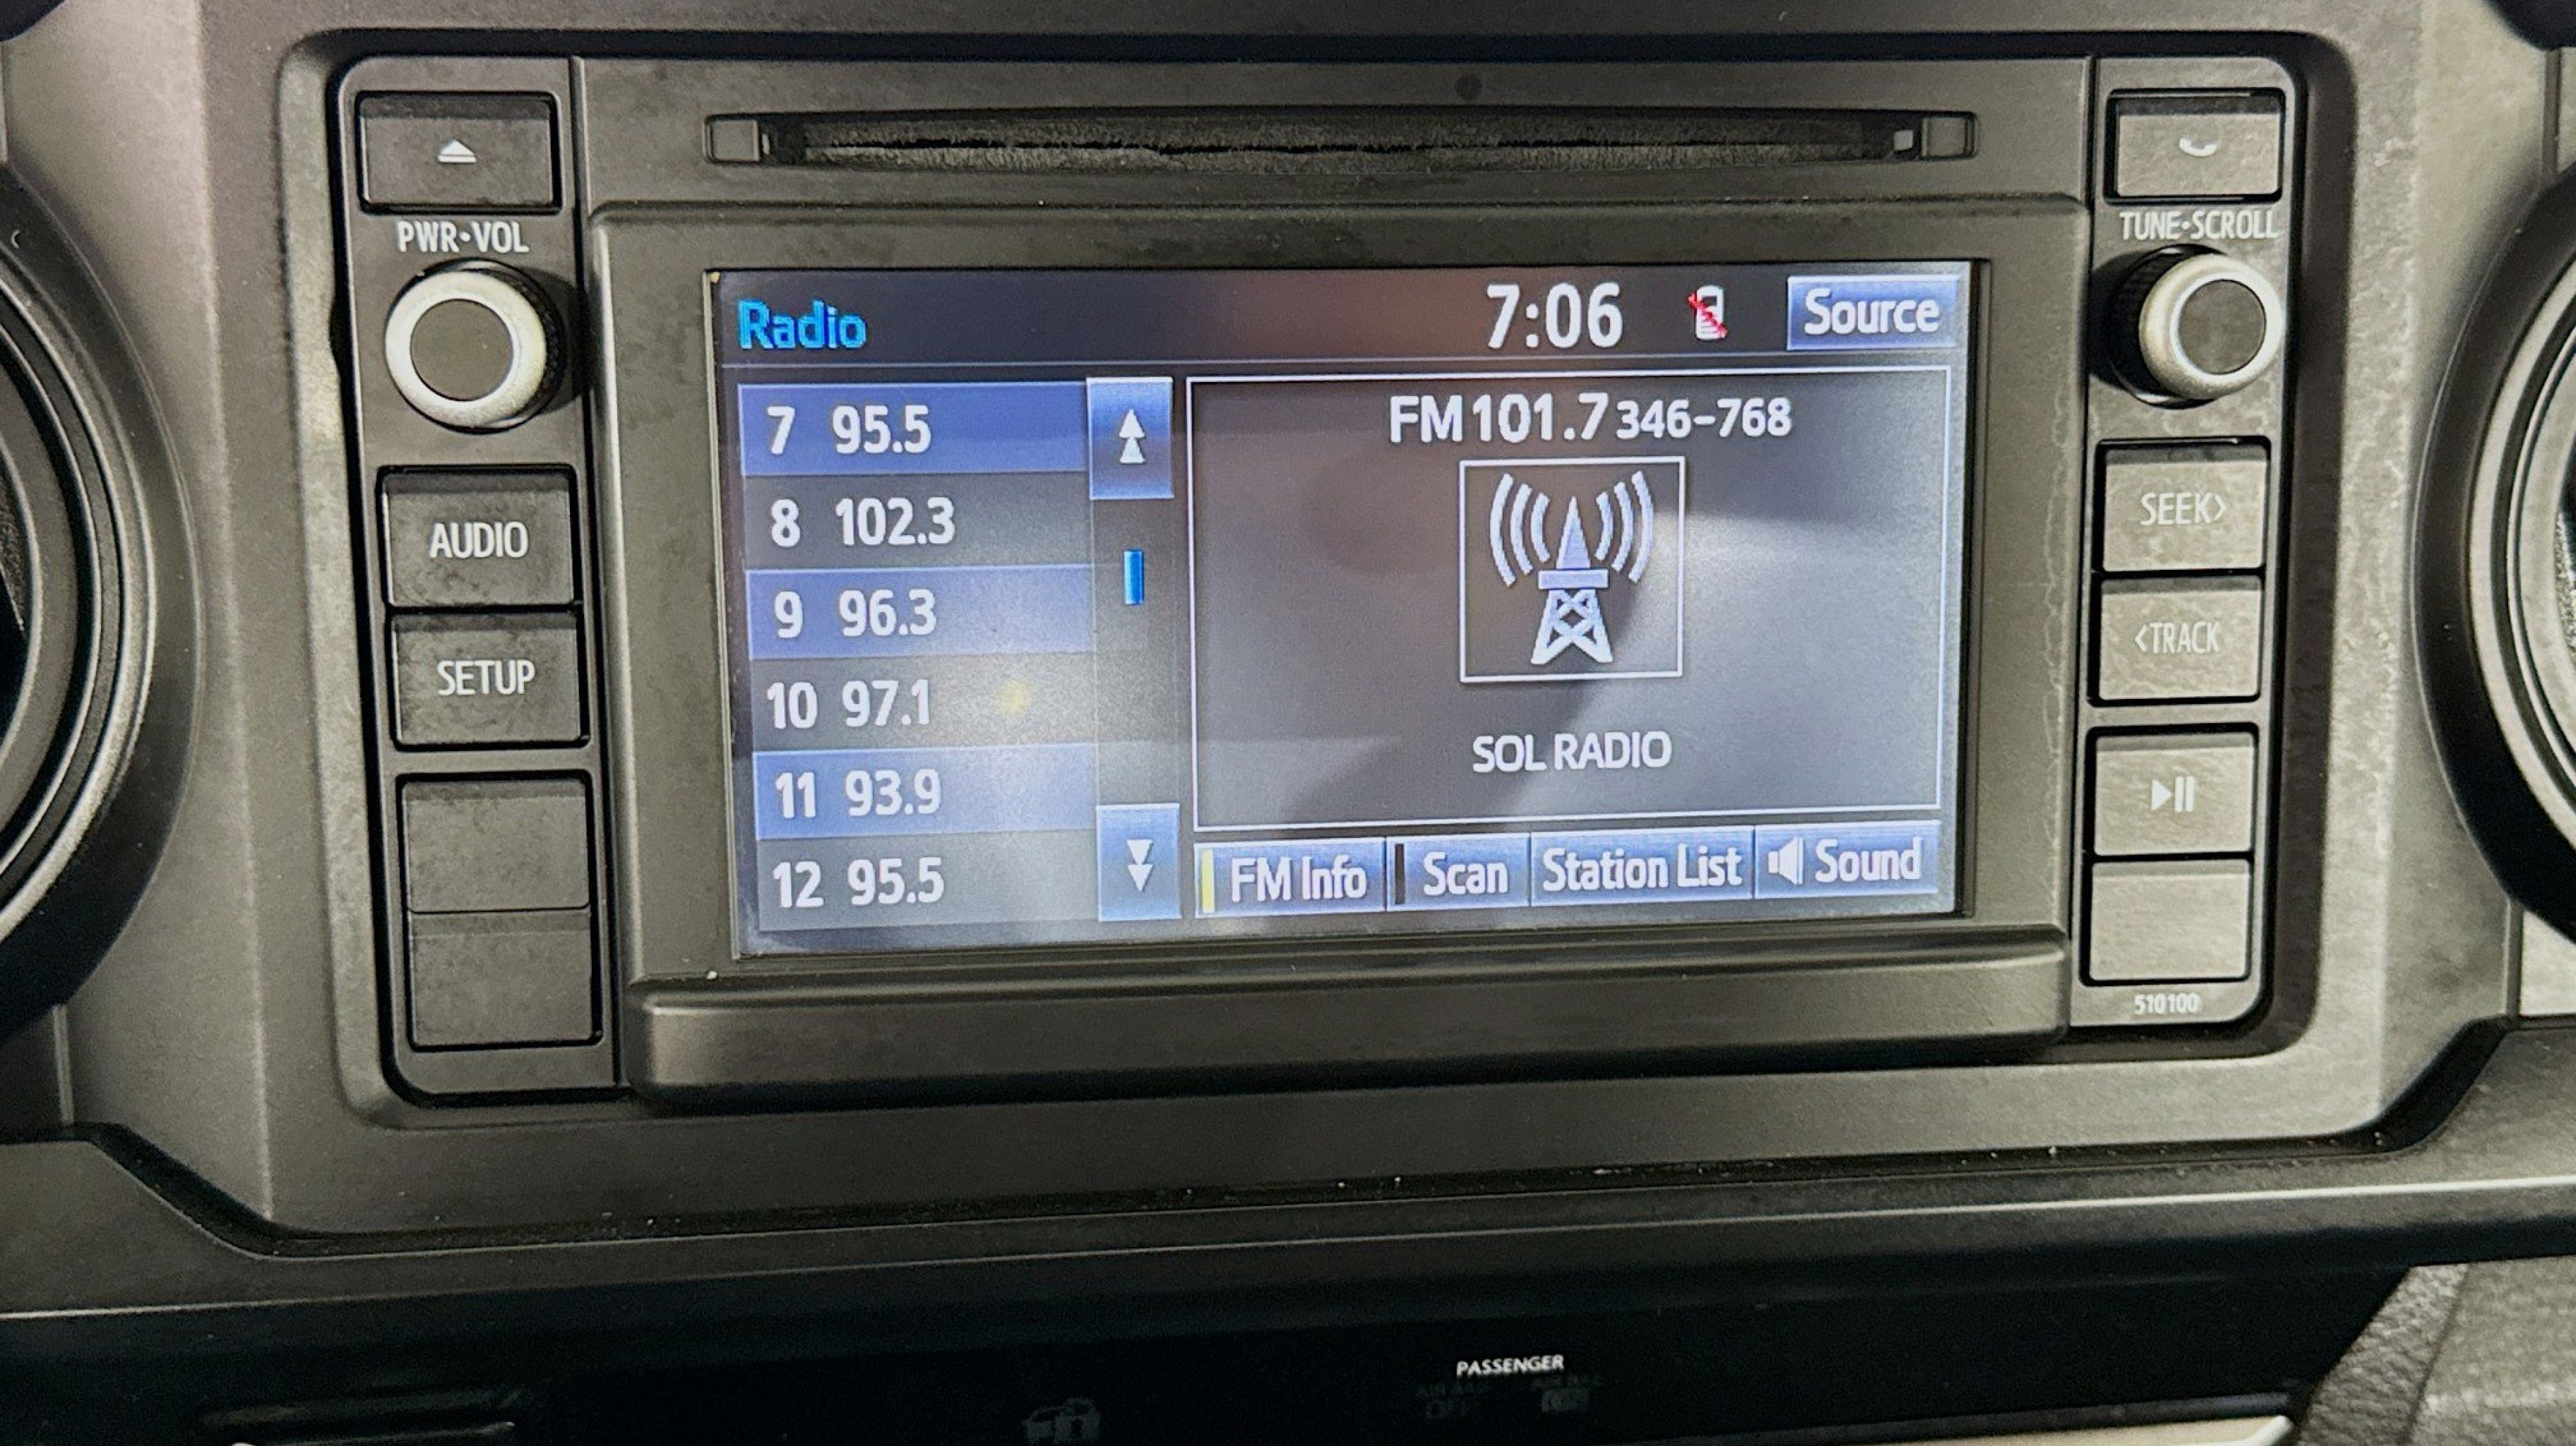 PWR•VOL
AUDIO
SETUP
Radio
7:06
Source
7 95.5
8 102.3
9 96.3
10 97.1
11 93.9
12 95.5
FM 101.7 346-768
SOL RADIO
FM Info
Scan
Station List
Sound
TUNE•SCROLL
SEEK>
<TRACK
510100
PASSENGER